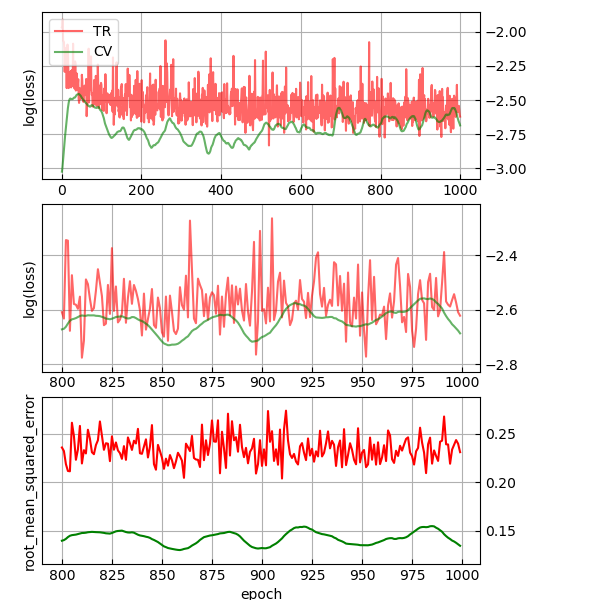 TR
CV
log(loss)
−2.00
−2.25
−2.50
−2.75
−3.00
0 200 400 600 800 1000
log(loss)
−2.4
−2.6
−2.8
800 825 850 875 900 925 950 975 1000
root_mean_squared_error
0.25
0.20
0.15
800 825 850 875 900 925 950 975 1000
epoch